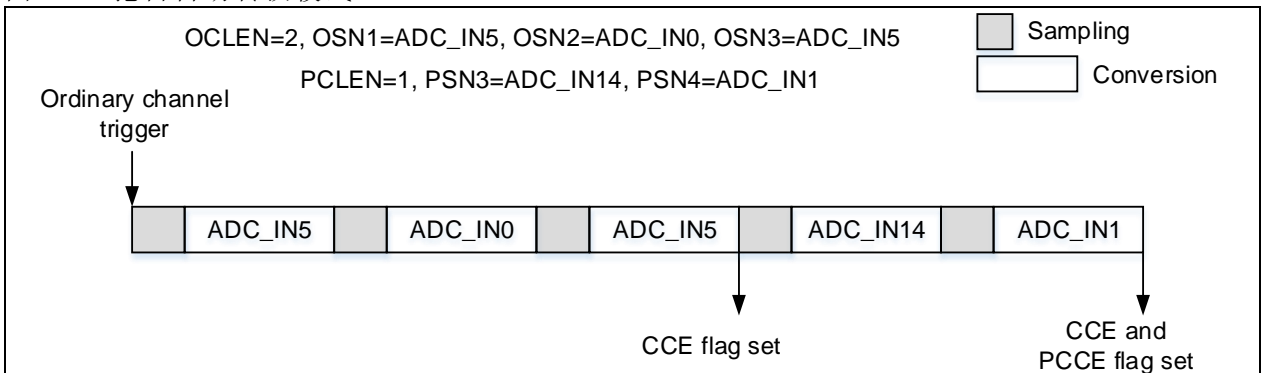 OCLEN=2, OSN1=ADC_IN5, OSN2=ADC_IN0, OSN3=ADC_IN5
PCLEN=1, PSN3=ADC_IN14, PSN4=ADC_IN1
Sampling
Conversion
Ordinary channel
trigger
ADC_IN5
ADC_IN0
ADC_IN5
ADC_IN14
ADC_IN1
CCE flag set
CCE and
PCCE flag set